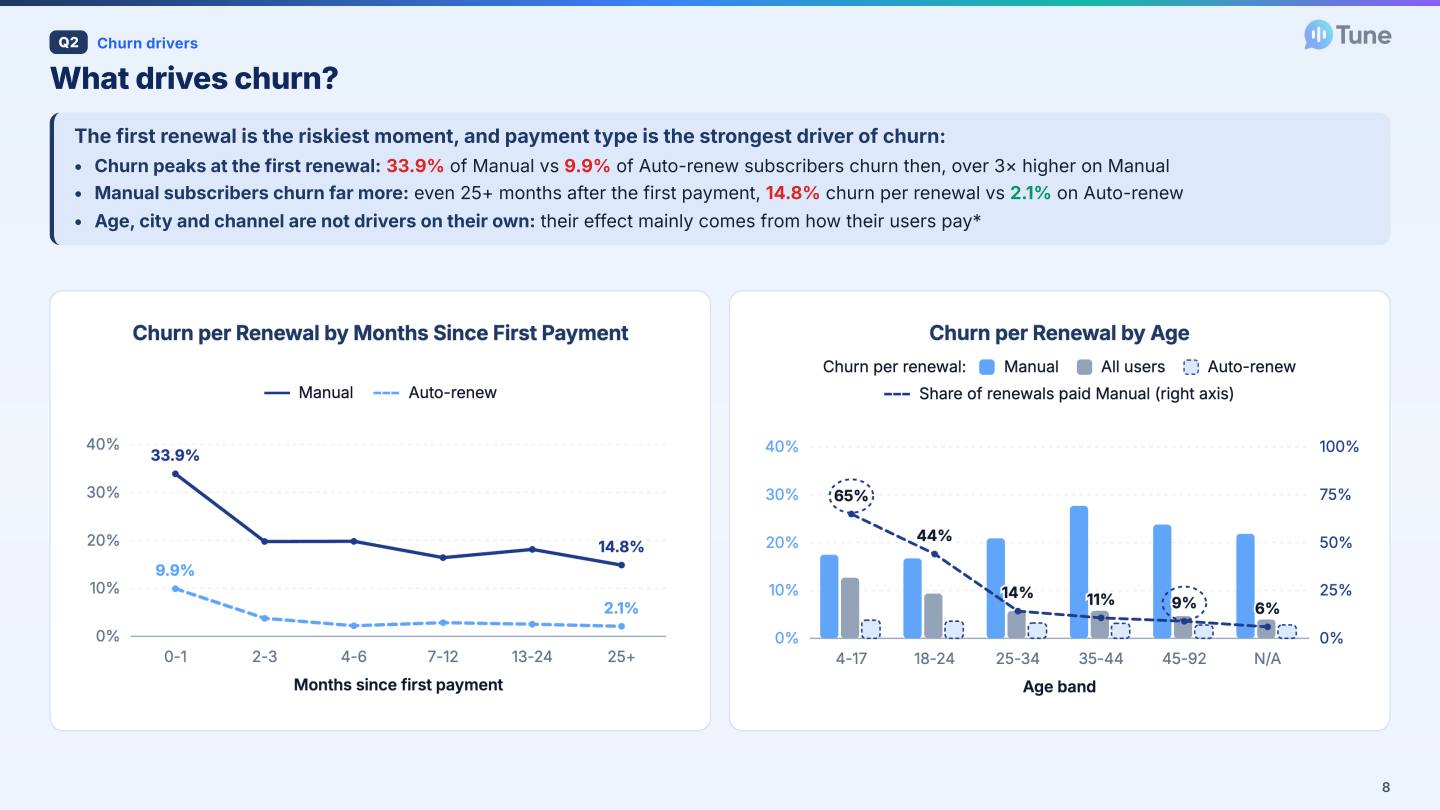 Q2 Churn drivers
Tune
What drives churn?
The first renewal is the riskiest moment, and payment type is the strongest driver of churn:
• Churn peaks at the first renewal: 33.9% of Manual vs 9.9% of Auto-renew subscribers churn then, over 3× higher on Manual
• Manual subscribers churn far more: even 25+ months after the first payment, 14.8% churn per renewal vs 2.1% on Auto-renew
• Age, city and channel are not drivers on their own: their effect mainly comes from how their users pay*
Churn per Renewal by Months Since First Payment
Manual Auto-renew
40%
30%
20%
10%
0%
33.9%
14.8%
9.9%
2.1%
0-1 2-3 4-6 7-12 13-24 25+
Months since first payment
Churn per Renewal by Age
Churn per renewal: Manual All users Auto-renew
Share of renewals paid Manual (right axis)
40% 100%
30% 75%
20% 50%
10% 25%
0% 0%
65%
44%
14%
11%
9%
6%
4-17 18-24 25-34 35-44 45-92 N/A
Age band
8